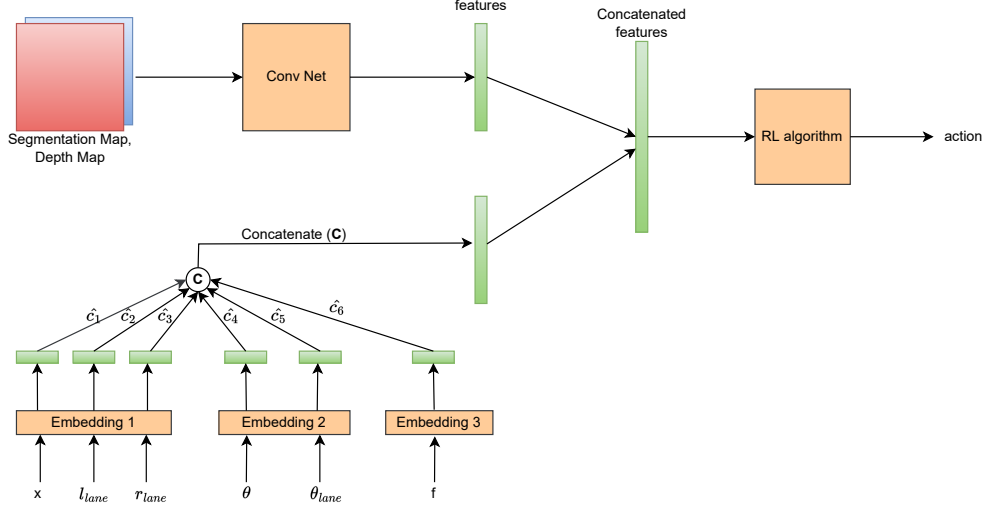 features
Concatenated
features
Conv Net
RL algorithm
action
Segmentation Map,
Depth Map
Concatenate (C)
C
ĉ₁ ĉ₂ ĉ₃ ĉ₄ ĉ₅ ĉ₆
Embedding 1 Embedding 2 Embedding 3
x l_lane r_lane θ θ_lane f